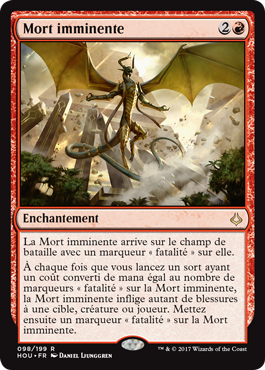 Mort imminente 2
Enchantement
La Mort imminente arrive sur le champ de
bataille avec un marqueur « fatalité » sur elle.
À chaque fois que vous lancez un sort ayant
un coût converti de mana égal au nombre de
marqueurs « fatalité » sur la Mort imminente,
la Mort imminente inflige autant de blessures
à une cible, créature ou joueur. Mettez
ensuite un marqueur « fatalité » sur la Mort
imminente.
098/199 R
HOU • FR Daniel Ljunggren ™ & © 2017 Wizards of the Coast